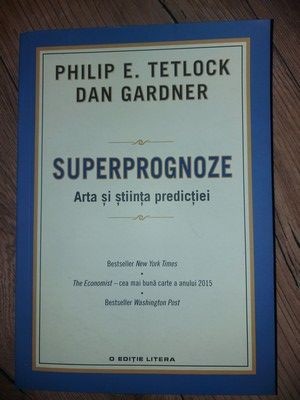 PHILIP E. TETLOCK
DAN GARDNER
SUPERPROGNOZE
Arta și știința predicției
Bestseller New York Times
•
The Economist – cea mai bună carte a anului 2015
•
Bestseller Washington Post
O EDIȚIE LITERA